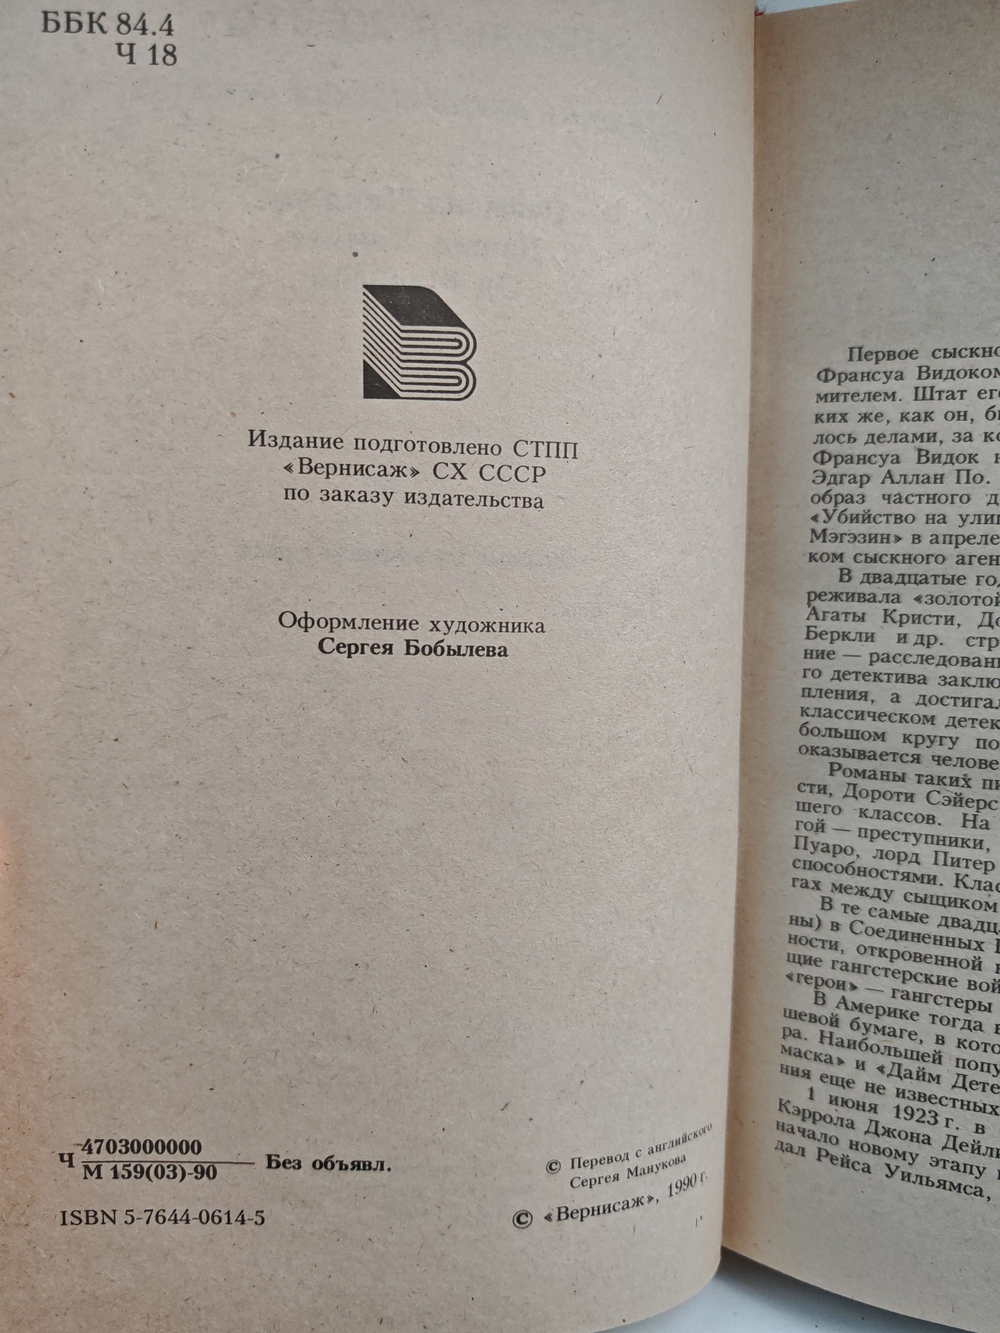 ББК 84.4
Ч 18
Издание подготовлено СТПП
«Вернисаж» СХ СССР
по заказу издательства
Оформление художника
Сергея Бобылева
Ч 4703000000
М 159(03)-90
Без объявл.
ISBN 5-7644-0614-5
© Перевод с английского
Сергея Манукова
© «Вернисаж», 1990 г.
Первое сыскно
Франсуа Видоком
мителем. Штат его
ких же, как он, б
лось делами, за ко
Франсуа Видок н
Эдгар Аллан По.
образ частного д
«Убийство на ули
Мэгэзин» в апреле
ком сыскного аген
В двадцатые го
реживала «золотой
Агаты Кристи, До
Беркли и др. стр
ние — расследован
го детектива заклю
пления, а достига
классическом детек
большом кругу по
оказывается челове
Романы таких пи
сти, Дороти Сэйерс
шего классов. На
гой — преступники,
Пуаро, лорд Питер
способностями. Клас
гах между сыщиком
В те самые двадца
ны) в Соединенных
ности, откровенной
щие гангстерские вой
«герои» — гангстеры
В Америке тогда в
шевой бумаге, в кото
ра. Наибольшей попу
маска» и «Дайм Дете
ния еще не известных
1 июня 1923 г. в
Кэррола Джона Дейли
начало новому этапу
дал Рейса Уильямса,